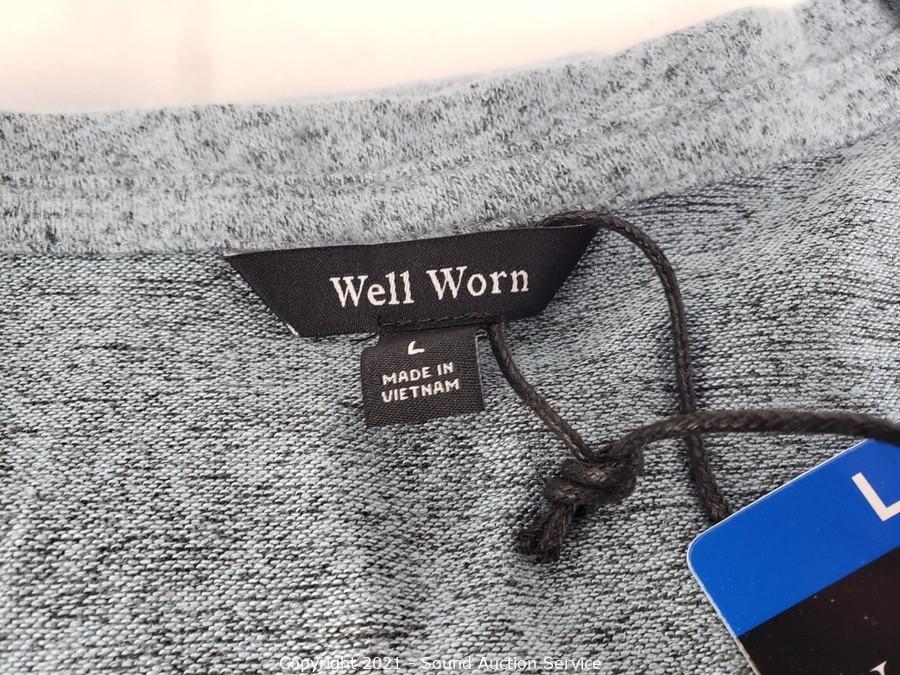 Well Worn
L
MADE IN
VIETNAM
L
Copyright 2021 - Sound Auction Service